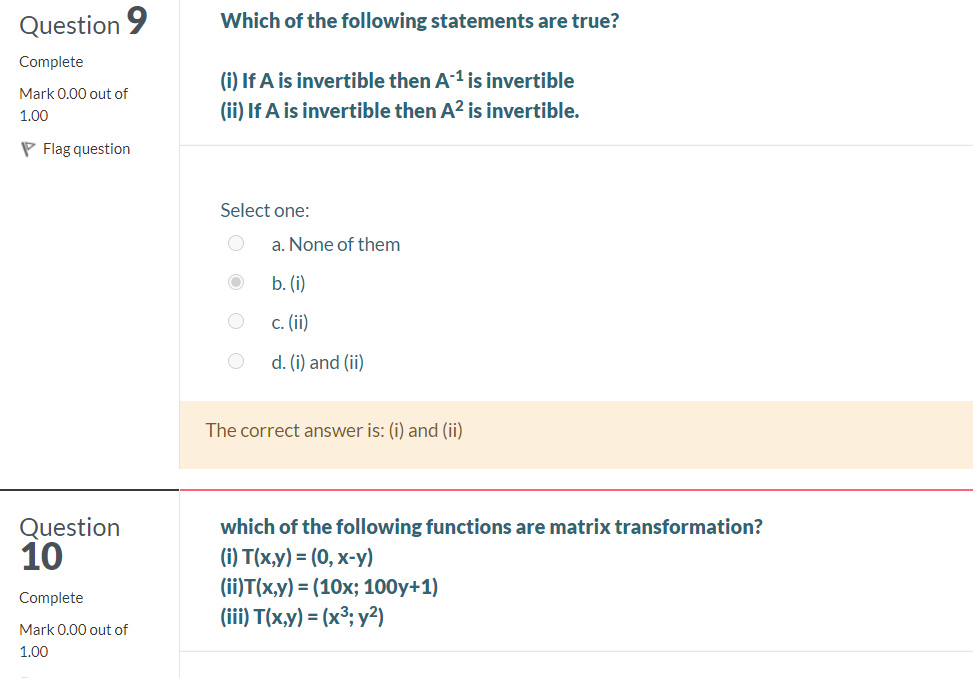 Question 9
Complete
Mark 0.00 out of
1.00
Flag question
Which of the following statements are true?
(i) If A is invertible then A⁻¹ is invertible
(ii) If A is invertible then A² is invertible.
Select one:
a. None of them
b. (i)
c. (ii)
d. (i) and (ii)
The correct answer is: (i) and (ii)
Question
10
Complete
Mark 0.00 out of
1.00
which of the following functions are matrix transformation?
(i) T(x,y) = (0, x-y)
(ii)T(x,y) = (10x; 100y+1)
(iii) T(x,y) = (x³; y²)